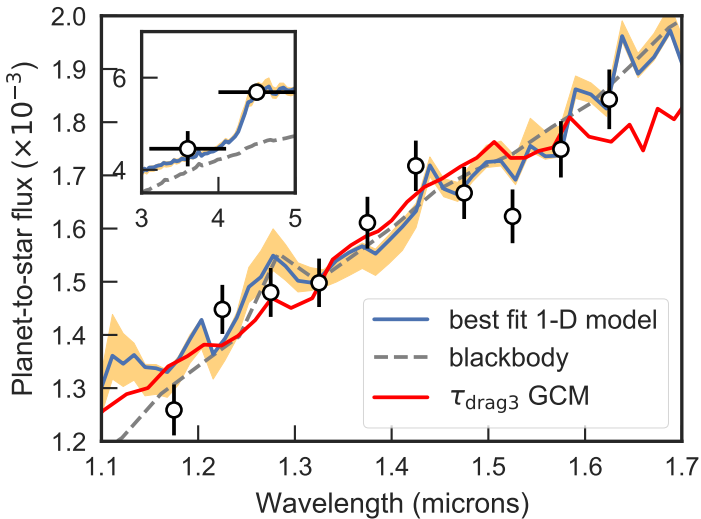 2.0
1.9
1.8
1.7
1.6
1.5
1.4
1.3
1.2
Planet-to-star flux (×10⁻³)
6
4
3 4 5
best fit 1-D model
blackbody
τdrag3 GCM
1.1 1.2 1.3 1.4 1.5 1.6 1.7
Wavelength (microns)